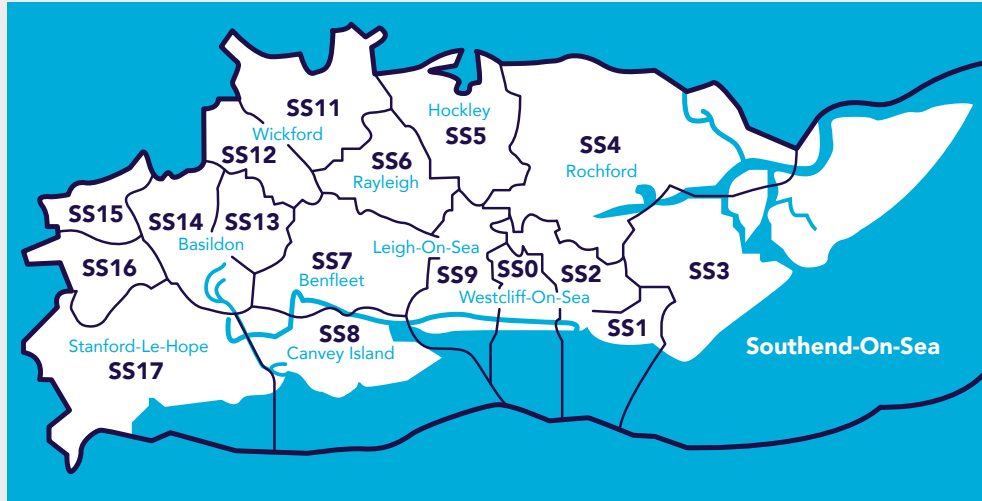 SS11
Wickford
Hockley
SS5
SS4
Rochford
SS12
SS6
Rayleigh
SS15
SS14
SS13
Basildon
SS16
Leigh-On-Sea
SS7
Benfleet
SS9
SS0
SS2
Westcliff-On-Sea
SS3
SS1
SS8
Canvey Island
Stanford-Le-Hope
SS17
Southend-On-Sea